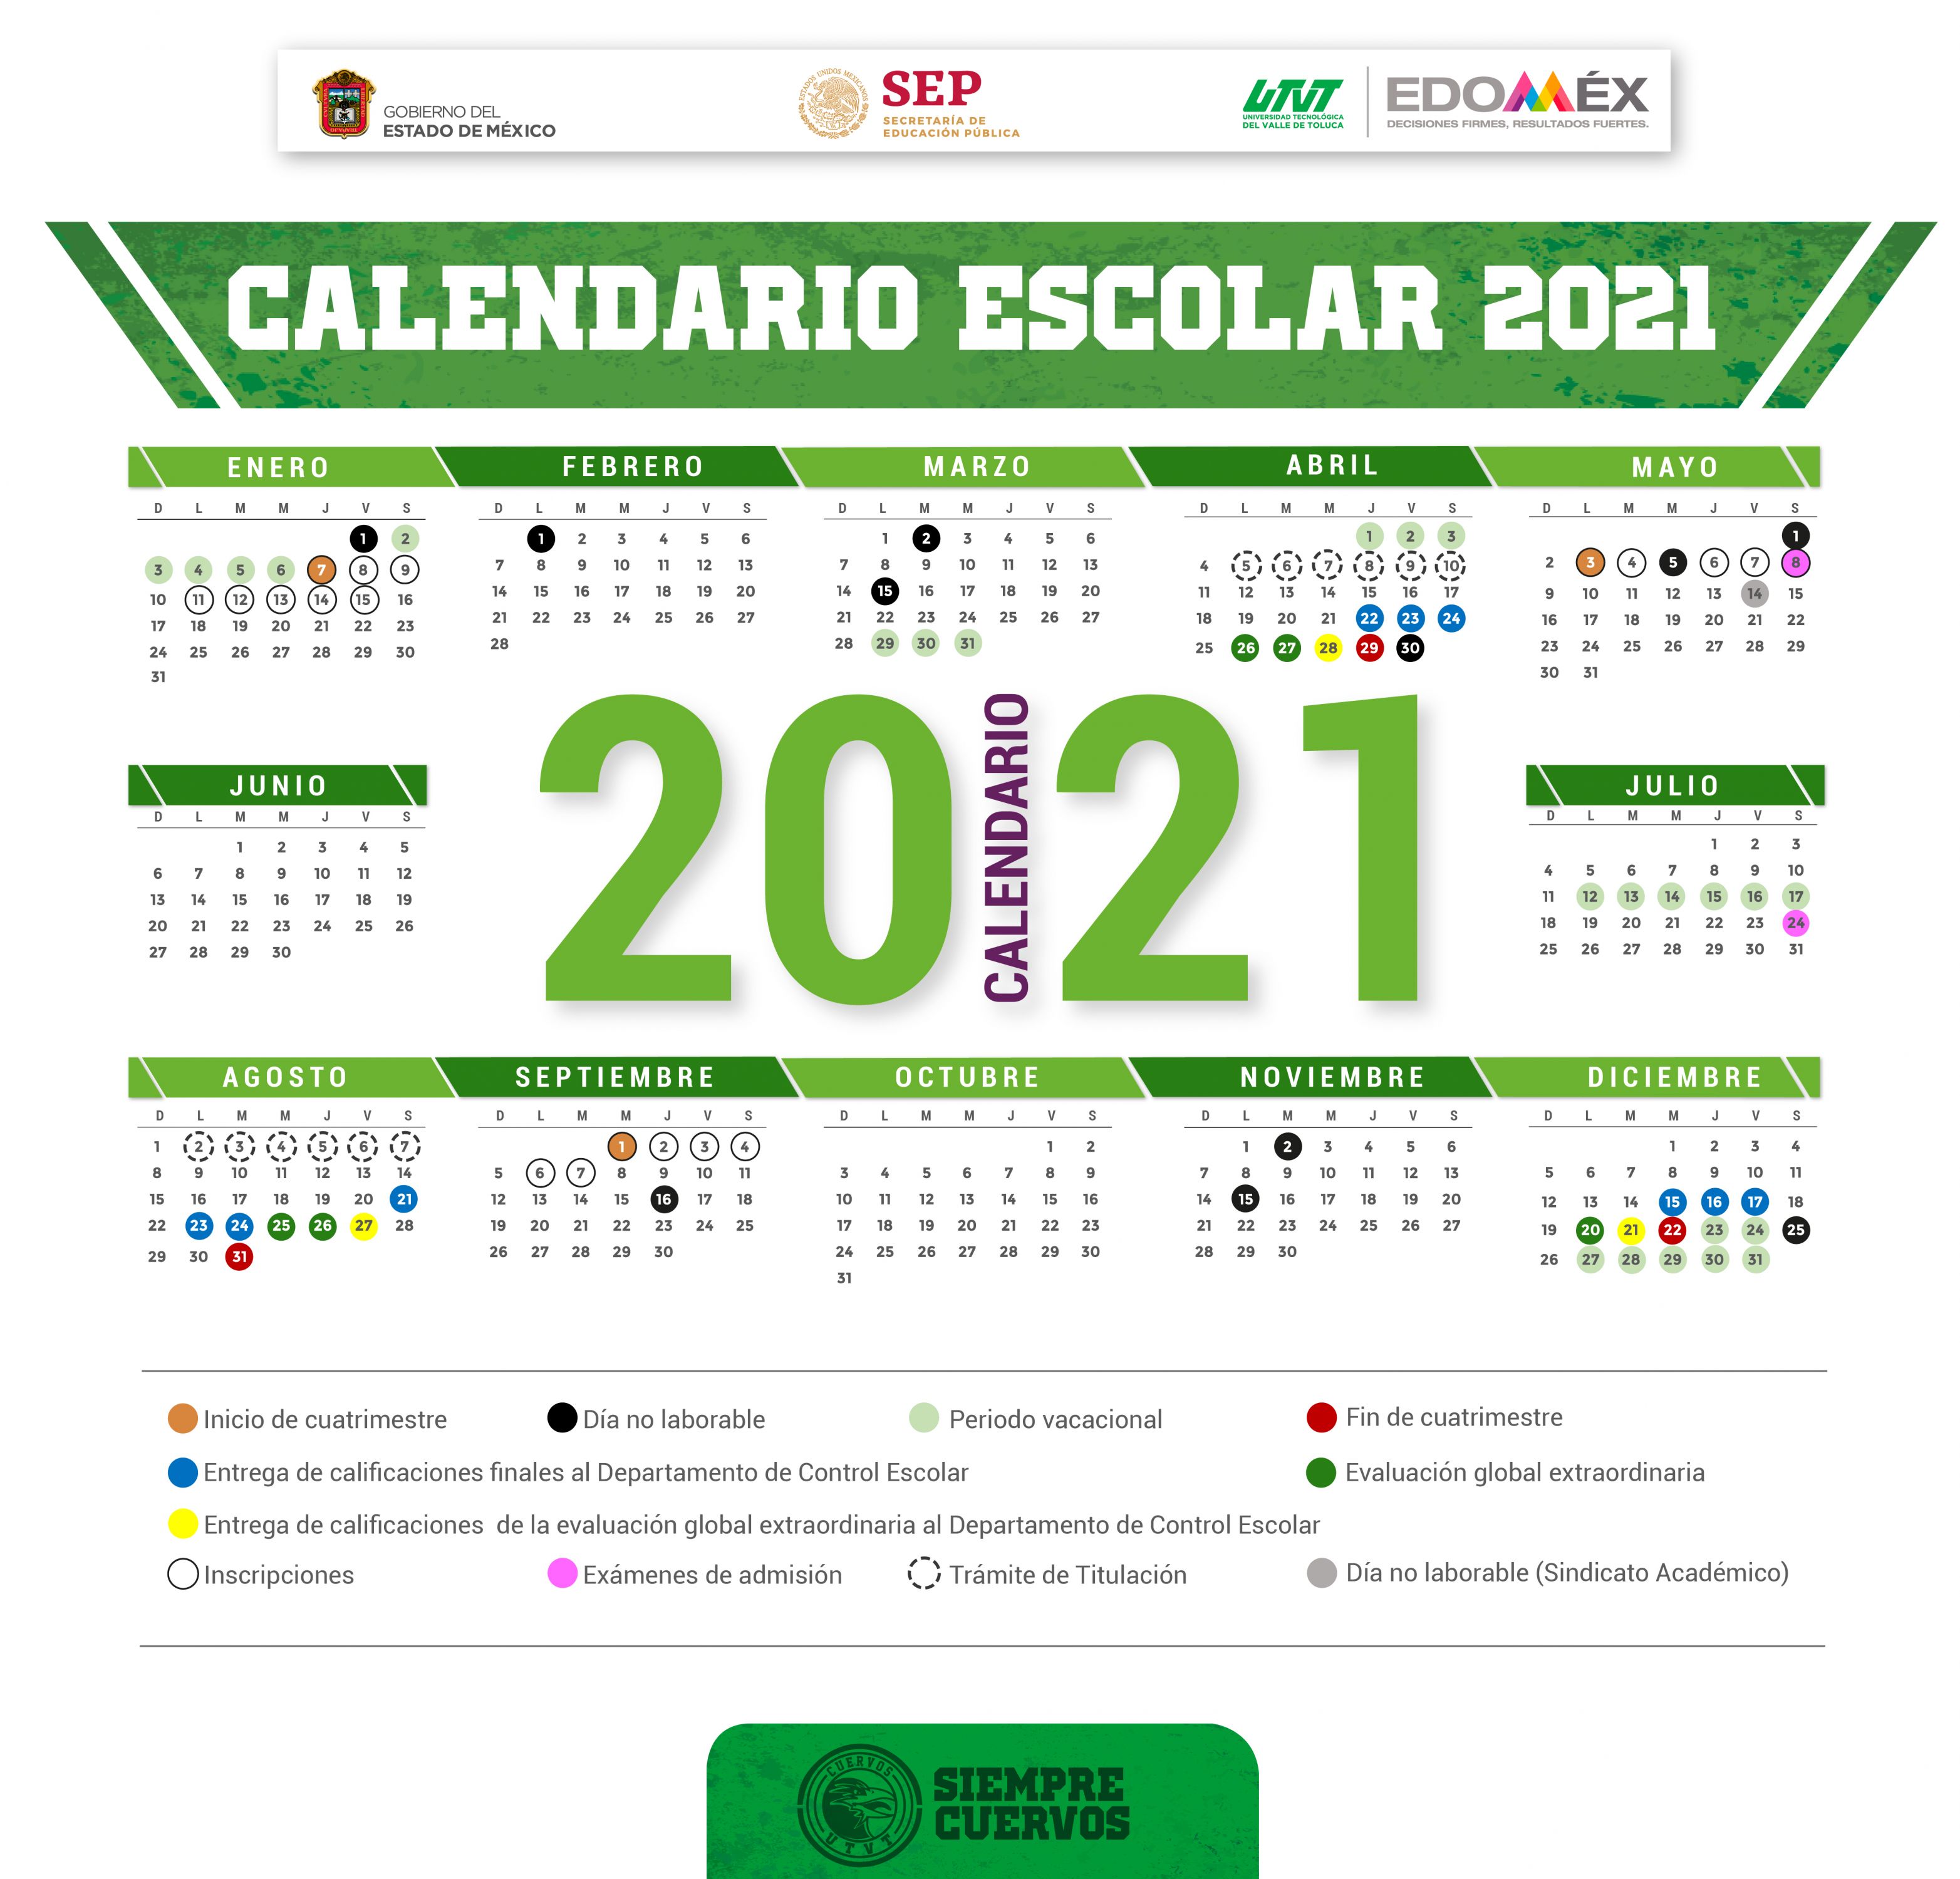 GOBIERNO DEL
ESTADO DE MÉXICO
ESTADOS UNIDOS MEXICANOS
SEP
SECRETARÍA DE
EDUCACIÓN PÚBLICA
UTVT
UNIVERSIDAD TECNOLÓGICA
DEL VALLE DE TOLUCA
EDOMÉX
DECISIONES FIRMES, RESULTADOS FUERTES.
CALENDARIO ESCOLAR 2021
ENERO
D L M M J V S
1 2
3 4 5 6 7 8 9
10 11 12 13 14 15 16
17 18 19 20 21 22 23
24 25 26 27 28 29 30
31
FEBRERO
D L M M J V S
1 2 3 4 5 6
7 8 9 10 11 12 13
14 15 16 17 18 19 20
21 22 23 24 25 26 27
28
MARZO
D L M M J V S
1 2 3 4 5 6
7 8 9 10 11 12 13
14 15 16 17 18 19 20
21 22 23 24 25 26 27
28 29 30 31
ABRIL
D L M M J V S
1 2 3
4 5 6 7 8 9 10
11 12 13 14 15 16 17
18 19 20 21 22 23 24
25 26 27 28 29 30
MAYO
D L M M J V S
1
2 3 4 5 6 7 8
9 10 11 12 13 14 15
16 17 18 19 20 21 22
23 24 25 26 27 28 29
30 31
JUNIO
D L M M J V S
1 2 3 4 5
6 7 8 9 10 11 12
13 14 15 16 17 18 19
20 21 22 23 24 25 26
27 28 29 30
20 CALENDARIO 21
JULIO
D L M M J V S
1 2 3
4 5 6 7 8 9 10
11 12 13 14 15 16 17
18 19 20 21 22 23 24
25 26 27 28 29 30 31
AGOSTO
D L M M J V S
1 2 3 4 5 6 7
8 9 10 11 12 13 14
15 16 17 18 19 20 21
22 23 24 25 26 27 28
29 30 31
SEPTIEMBRE
D L M M J V S
1 2 3 4
5 6 7 8 9 10 11
12 13 14 15 16 17 18
19 20 21 22 23 24 25
26 27 28 29 30
OCTUBRE
D L M M J V S
1 2
3 4 5 6 7 8 9
10 11 12 13 14 15 16
17 18 19 20 21 22 23
24 25 26 27 28 29 30
31
NOVIEMBRE
D L M M J V S
1 2 3 4 5 6
7 8 9 10 11 12 13
14 15 16 17 18 19 20
21 22 23 24 25 26 27
28 29 30
DICIEMBRE
D L M M J V S
1 2 3 4
5 6 7 8 9 10 11
12 13 14 15 16 17 18
19 20 21 22 23 24 25
26 27 28 29 30 31
Inicio de cuatrimestre
Día no laborable
Periodo vacacional
Fin de cuatrimestre
Entrega de calificaciones finales al Departamento de Control Escolar
Evaluación global extraordinaria
Entrega de calificaciones de la evaluación global extraordinaria al Departamento de Control Escolar
Inscripciones
Exámenes de admisión
Trámite de Titulación
Día no laborable (Sindicato Académico)
CUERVOS
UTVT
SIEMPRE
CUERVOS